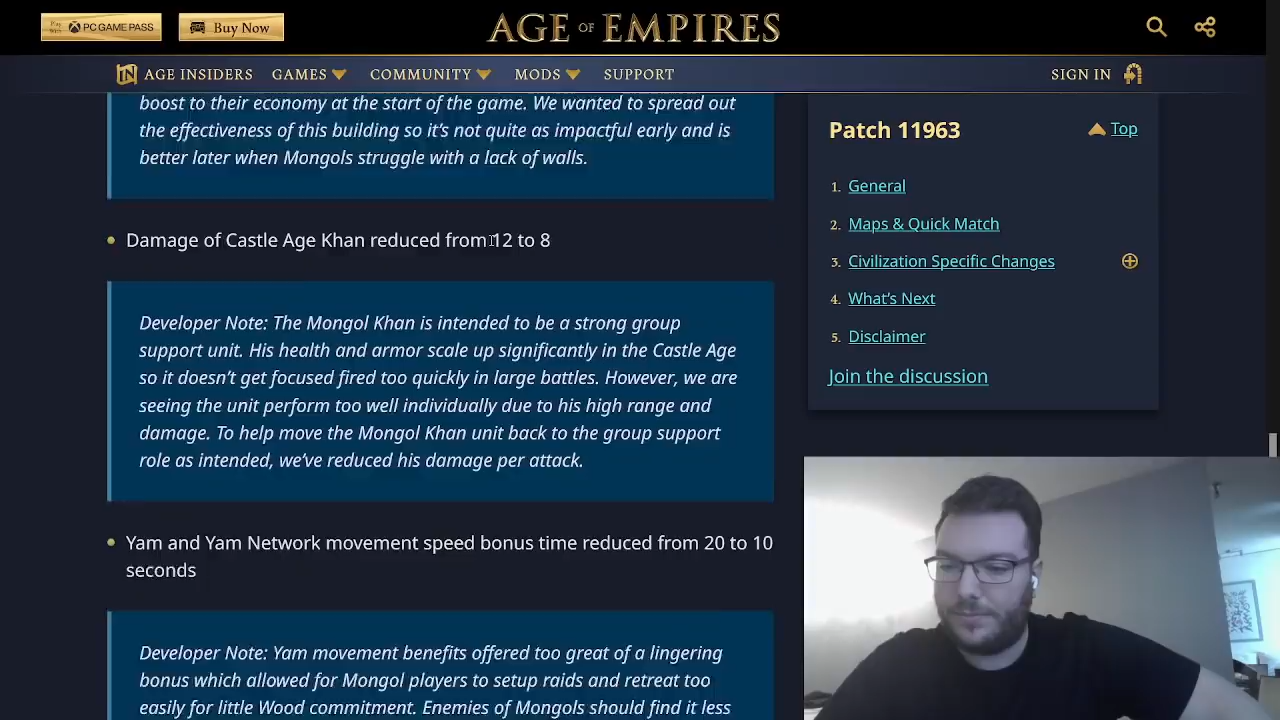 Play
With
PC GAME PASS
Buy Now
AGE OF EMPIRES
AGE INSIDERS
GAMES
COMMUNITY
MODS
SUPPORT
SIGN IN
boost to their economy at the start of the game. We wanted to spread out
the effectiveness of this building so it's not quite as impactful early and is
better later when Mongols struggle with a lack of walls.
Damage of Castle Age Khan reduced from 12 to 8
Developer Note: The Mongol Khan is intended to be a strong group
support unit. His health and armor scale up significantly in the Castle Age
so it doesn't get focused fired too quickly in large battles. However, we are
seeing the unit perform too well individually due to his high range and
damage. To help move the Mongol Khan unit back to the group support
role as intended, we've reduced his damage per attack.
Yam and Yam Network movement speed bonus time reduced from 20 to 10
seconds
Developer Note: Yam movement benefits offered too great of a lingering
bonus which allowed for Mongol players to setup raids and retreat too
easily for little Wood commitment. Enemies of Mongols should find it less
Patch 11963
Top
1. General
2. Maps & Quick Match
3. Civilization Specific Changes
4. What's Next
5. Disclaimer
Join the discussion